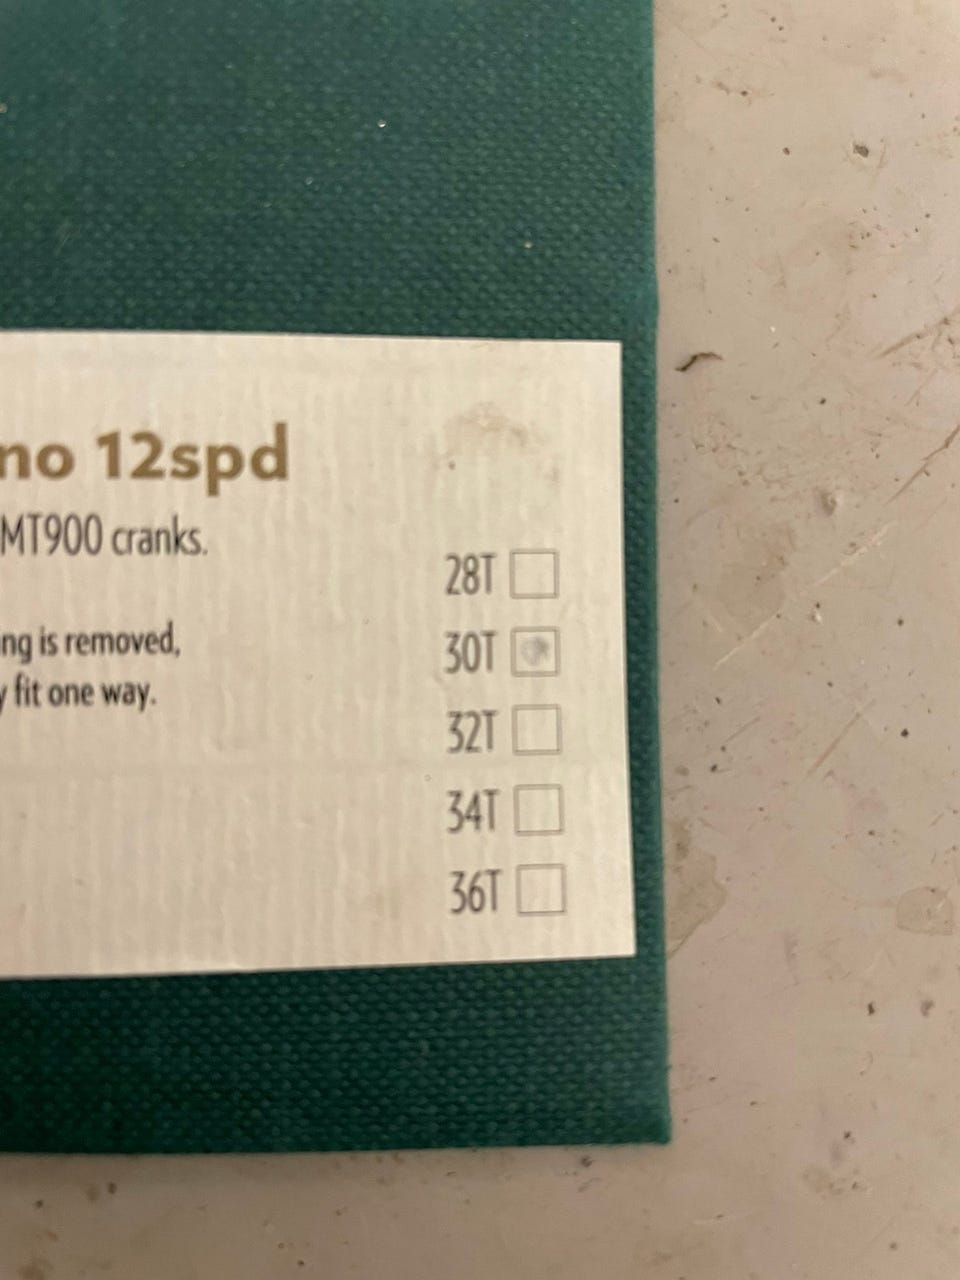 no 12spd
MT900 cranks.
28T
ng is removed,
30T
y fit one way.
32T
34T
36T